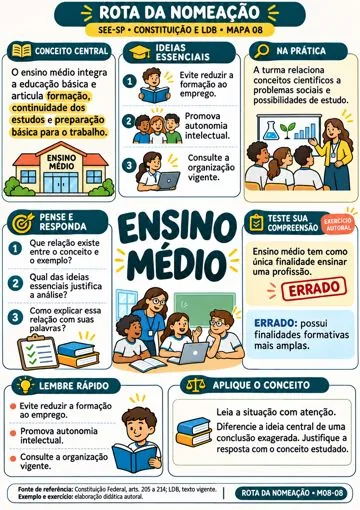 ROTA DA NOMEAÇÃO
SEE-SP • CONSTITUIÇÃO E LDB • MAPA 08
CONCEITO CENTRAL
O ensino médio integra
a educação básica e
articula formação,
continuidade dos
estudos e preparação
básica para o trabalho.
ENSINO
MÉDIO
IDEIAS
ESSENCIAIS
1
Evite reduzir a
formação ao
emprego.
2
Promova
autonomia
intelectual.
3
Consulte a
organização
vigente.
NA PRÁTICA
A turma relaciona
conceitos científicos a
problemas sociais e
possibilidades de estudo.
PENSE E
RESPONDA
1
Que relação existe
entre o conceito e
o exemplo?
2
Qual das ideias
essenciais justifica
a análise?
3
Como explicar essa
relação com suas
palavras?
ENSINO
MÉDIO
TESTE SUA
COMPREENSÃO
EXERCÍCIO
AUTORAL
Ensino médio tem como
única finalidade ensinar
uma profissão.
ERRADO
ERRADO: possui
finalidades formativas
mais amplas.
LEMBRE RÁPIDO
Evite reduzir a formação
ao emprego.
Promova autonomia
intelectual.
Consulte a organização
vigente.
APLIQUE O CONCEITO
Leia a situação com atenção.
Diferencie a ideia central de uma
conclusão exagerada. Justifique a
resposta com o conceito estudado.
Fonte de referência: Constituição Federal, arts. 205 a 214; LDB, texto vigente.
Exemplo e exercício: elaboração didática autoral.
ROTA DA NOMEAÇÃO • M08-08